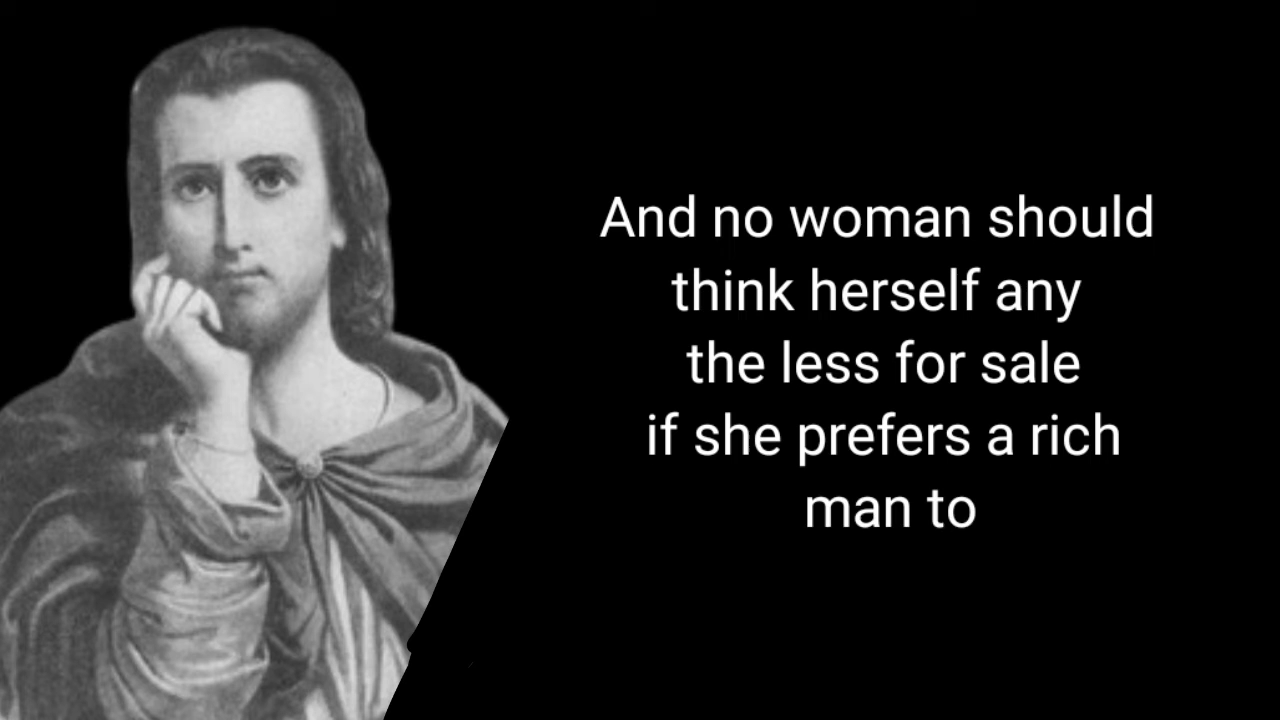 And no woman should
think herself any
the less for sale
if she prefers a rich
man to